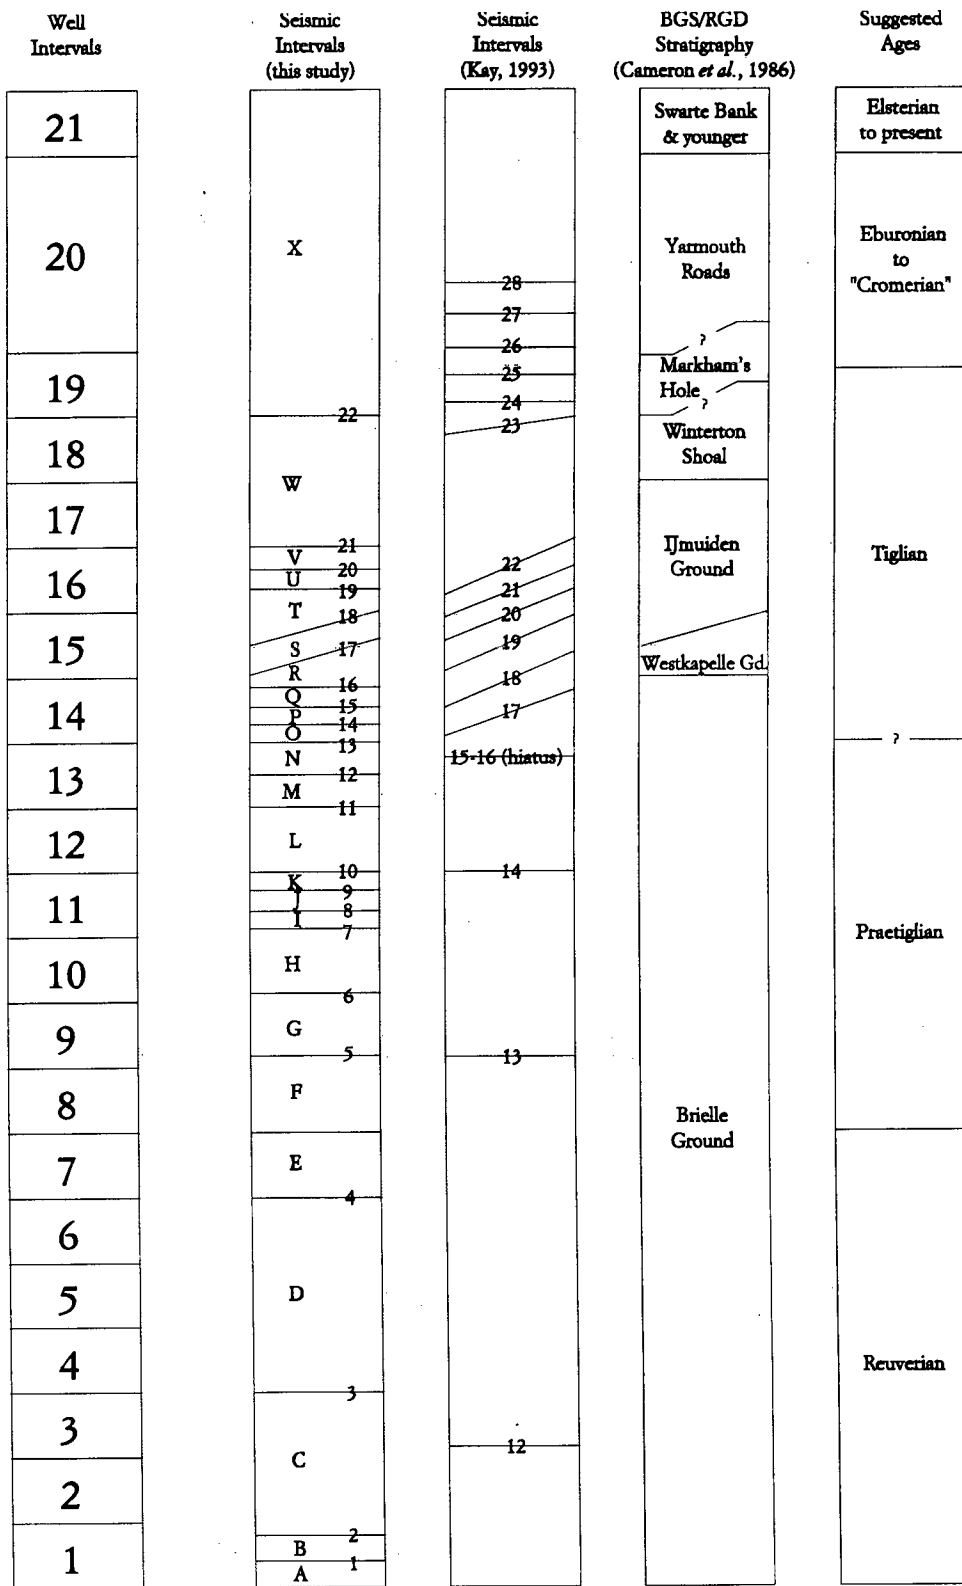 Well
Intervals
Seismic
Intervals
(this study)
Seismic
Intervals
(Kay, 1993)
BGS/RGD
Stratigraphy
(Cameron et al., 1986)
Suggested
Ages
21
20
19
18
17
16
15
14
13
12
11
10
9
8
7
6
5
4
3
2
1
X
22
W
21
V
20
U
19
T
18
S
17
R
16
Q
15
P
14
O
13
N
12
M
11
L
10
K
9
J
8
I
7
H
6
G
5
F
E
4
D
3
C
2
B
1
A
28
27
26
25
24
23
22
21
20
19
18
17
15-16 (hiatus)
14
13
12
Swarte Bank
& younger
Yarmouth
Roads
?
Markham's
Hole
?
Winterton
Shoal
IJmuiden
Ground
Westkapelle Gd.
Brielle
Ground
Elsterian
to present
Eburonian
to
"Cromerian"
Tiglian
?
Praetiglian
Reuverian